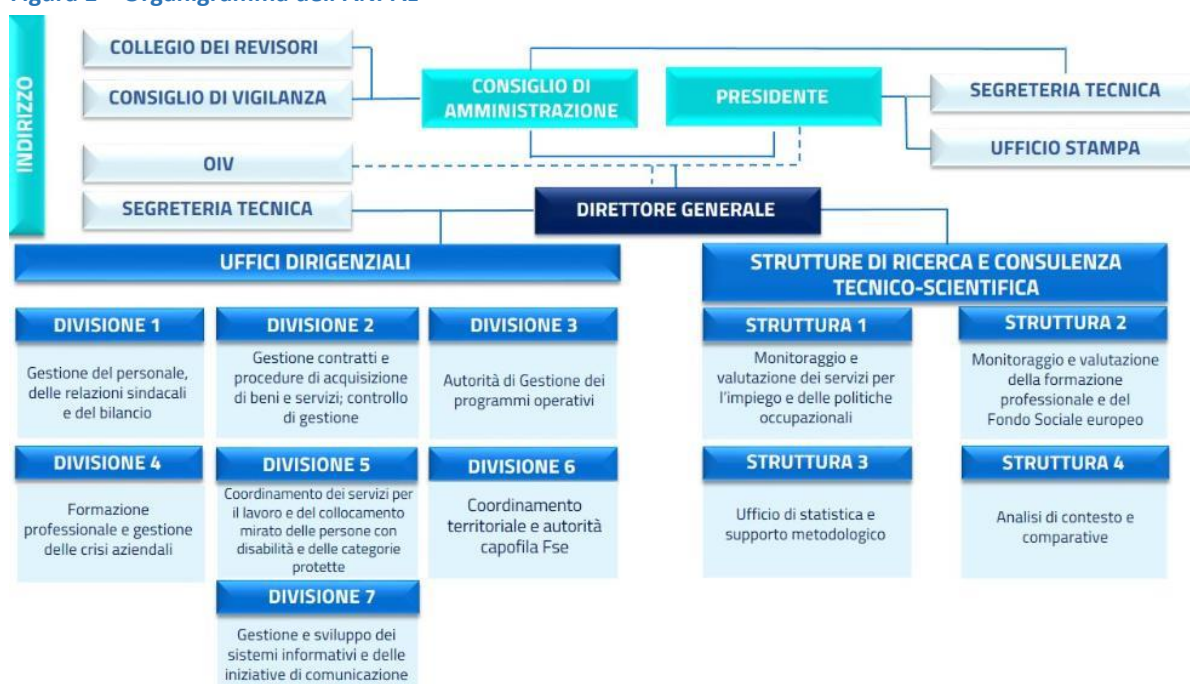 Figura 1 – Organigramma dell'ANPAL
INDIRIZZO
COLLEGIO DEI REVISORI
CONSIGLIO DI VIGILANZA
CONSIGLIO DI
AMMINISTRAZIONE
PRESIDENTE
SEGRETERIA TECNICA
UFFICIO STAMPA
OIV
SEGRETERIA TECNICA
DIRETTORE GENERALE
UFFICI DIRIGENZIALI
STRUTTURE DI RICERCA E CONSULENZA
TECNICO-SCIENTIFICA
DIVISIONE 1
Gestione del personale,
delle relazioni sindacali
e del bilancio
DIVISIONE 2
Gestione contratti e
procedure di acquisizione
di beni e servizi; controllo
di gestione
DIVISIONE 3
Autorità di Gestione dei
programmi operativi
STRUTTURA 1
Monitoraggio e
valutazione dei servizi per
l'impiego e delle politiche
occupazionali
STRUTTURA 2
Monitoraggio e valutazione
della formazione
professionale e del
Fondo Sociale europeo
DIVISIONE 4
Formazione
professionale e gestione
delle crisi aziendali
DIVISIONE 5
Coordinamento dei servizi per
il lavoro e del collocamento
mirato delle persone con
disabilità e delle categorie
protette
DIVISIONE 6
Coordinamento
territoriale e autorità
capofila Fse
STRUTTURA 3
Ufficio di statistica e
supporto metodologico
STRUTTURA 4
Analisi di contesto e
comparative
DIVISIONE 7
Gestione e sviluppo dei
sistemi informativi e delle
iniziative di comunicazione